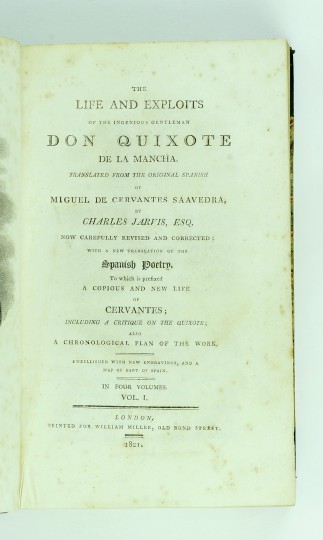 THE
LIFE AND EXPLOITS
OF THE INGENIOUS GENTLEMAN
DON QUIXOTE
DE LA MANCHA.
TRANSLATED FROM THE ORIGINAL SPANISH
OF
MIGUEL DE CERVANTES SAAVEDRA,
BY
CHARLES JARVIS, ESQ.
NOW CAREFULLY REVISED AND CORRECTED;
WITH A NEW TRANSLATION OF THE
Spanish Poetry.
To which is prefixed
A COPIOUS AND NEW LIFE
OF
CERVANTES;
INCLUDING A CRITIQUE ON THE QUIXOTE;
ALSO
A CHRONOLOGICAL PLAN OF THE WORK.
EMBELLISHED WITH NEW ENGRAVINGS, AND A
MAP OF PART OF SPAIN.
IN FOUR VOLUMES.
VOL. I.
LONDON,
PRINTED FOR WILLIAM MILLER, OLD BOND STREET.
1801.